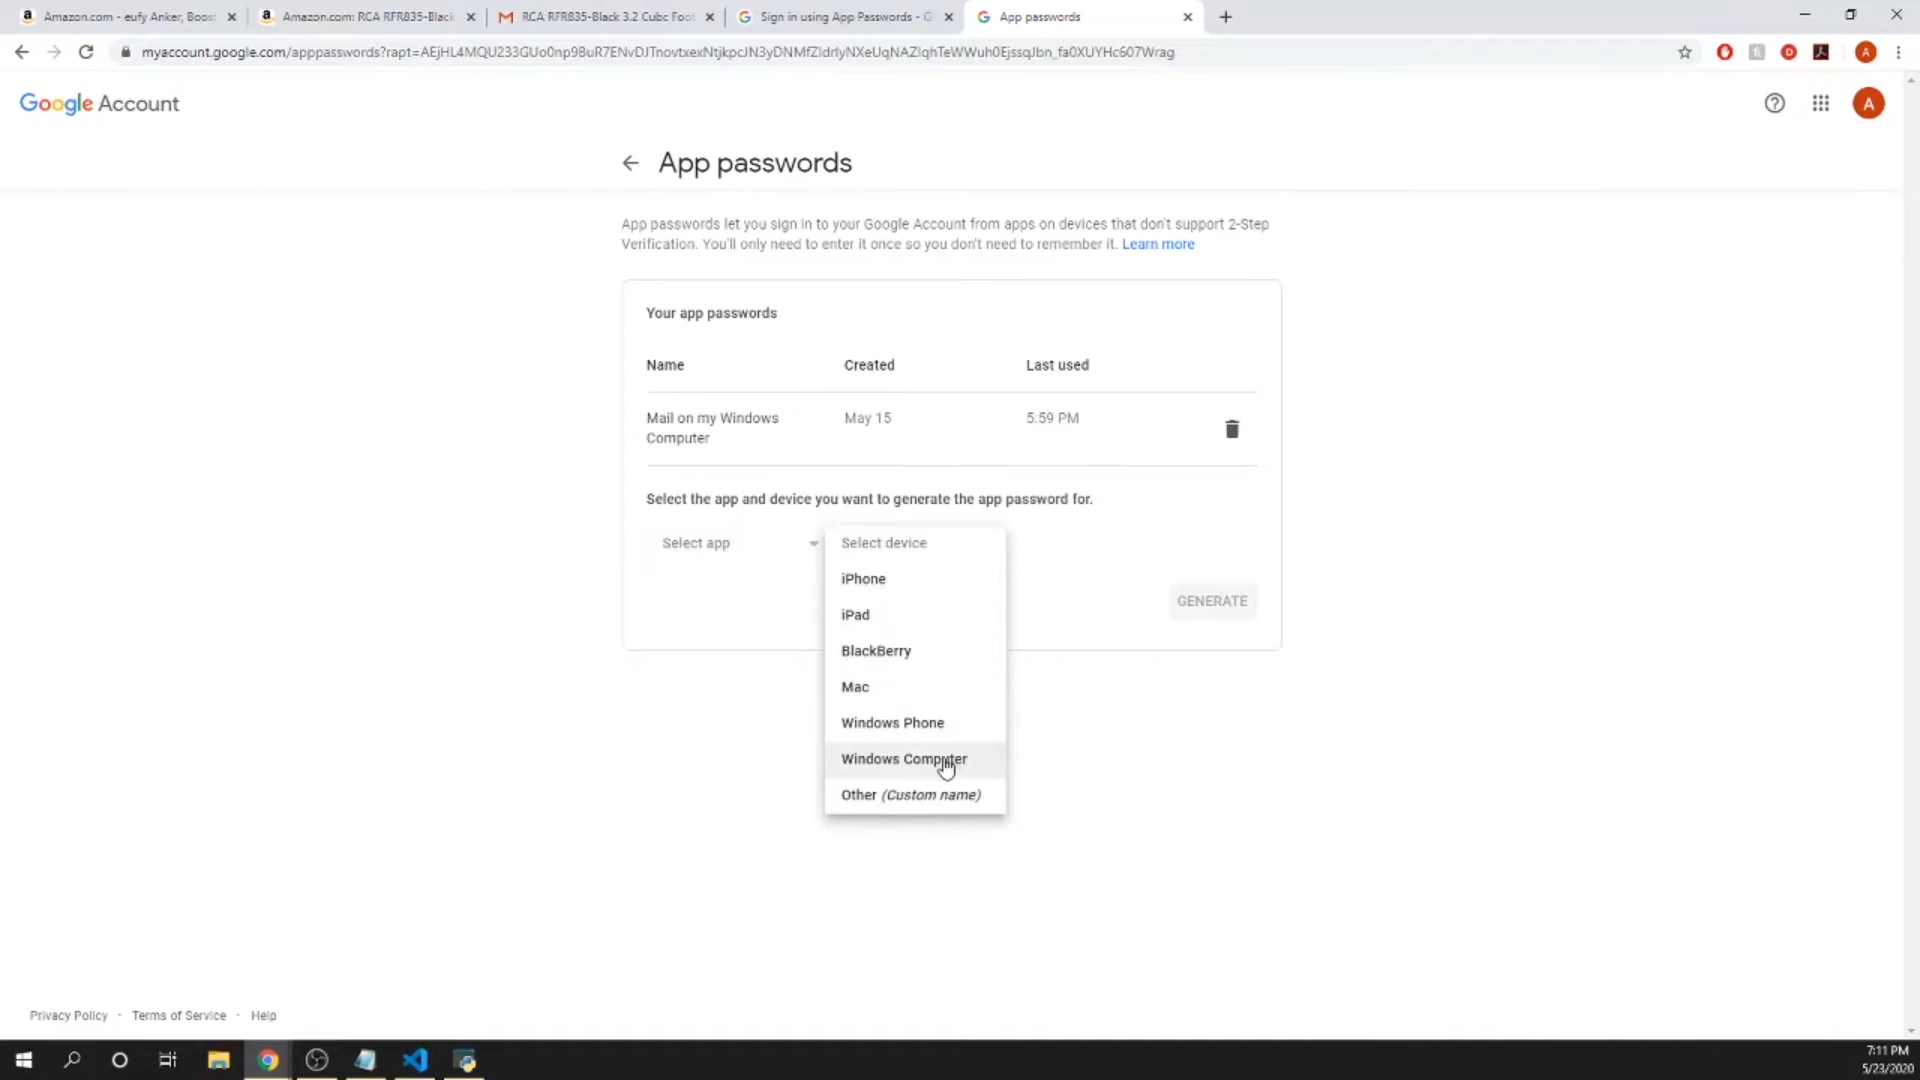 Amazon.com - eufy Anker, Boost
Amazon.com: RCA RFR835-Black
RCA RFR835-Black 3.2 Cubc Foot
Sign in using App Passwords - G
App passwords
A
Google Account
A
App passwords
App passwords let you sign in to your Google Account from apps on devices that don't support 2-Step
Verification. You'll only need to enter it once so you don't need to remember it. Learn more
Your app passwords
Name Created Last used
Mail on my Windows May 15 5:59 PM
Computer
Select the app and device you want to generate the app password for.
Select app
Select device
iPhone
iPad
BlackBerry
Mac
Windows Phone
Windows Computer
Other (Custom name)
GENERATE
Privacy Policy · Terms of Service · Help
7:11 PM
5/23/2020